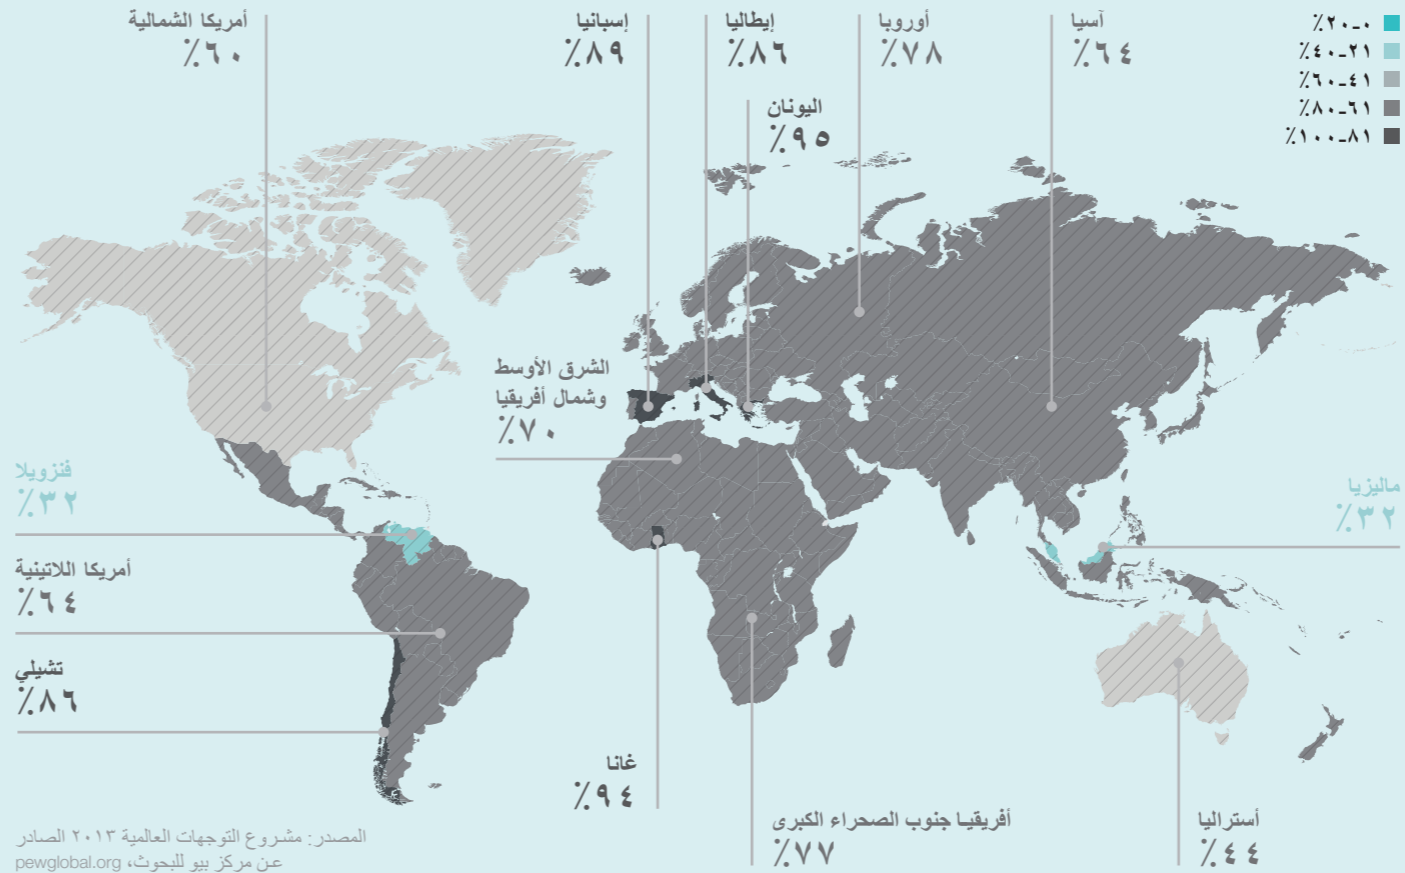 ٠-٢٠٪
٢١-٤٠٪
٤١-٦٠٪
٦١-٨٠٪
٨١-١٠٠٪
آسيا
٦٤٪
أوروبا
٧٨٪
إيطاليا
٨٦٪
إسبانيا
٨٩٪
أمريكا الشمالية
٦٠٪
اليونان
٩٥٪
الشرق الأوسط
وشمال أفريقيا
٧٠٪
ماليزيا
٣٢٪
فنزويلا
٣٢٪
أمريكا اللاتينية
٦٤٪
تشيلي
٨٦٪
غانا
٩٤٪
أفريقيا جنوب الصحراء الكبرى
٧٧٪
أستراليا
٤٤٪
المصدر: مشروع التوجهات العالمية ٢٠١٣ الصادر
عن مركز بيو للبحوث، pewglobal.org